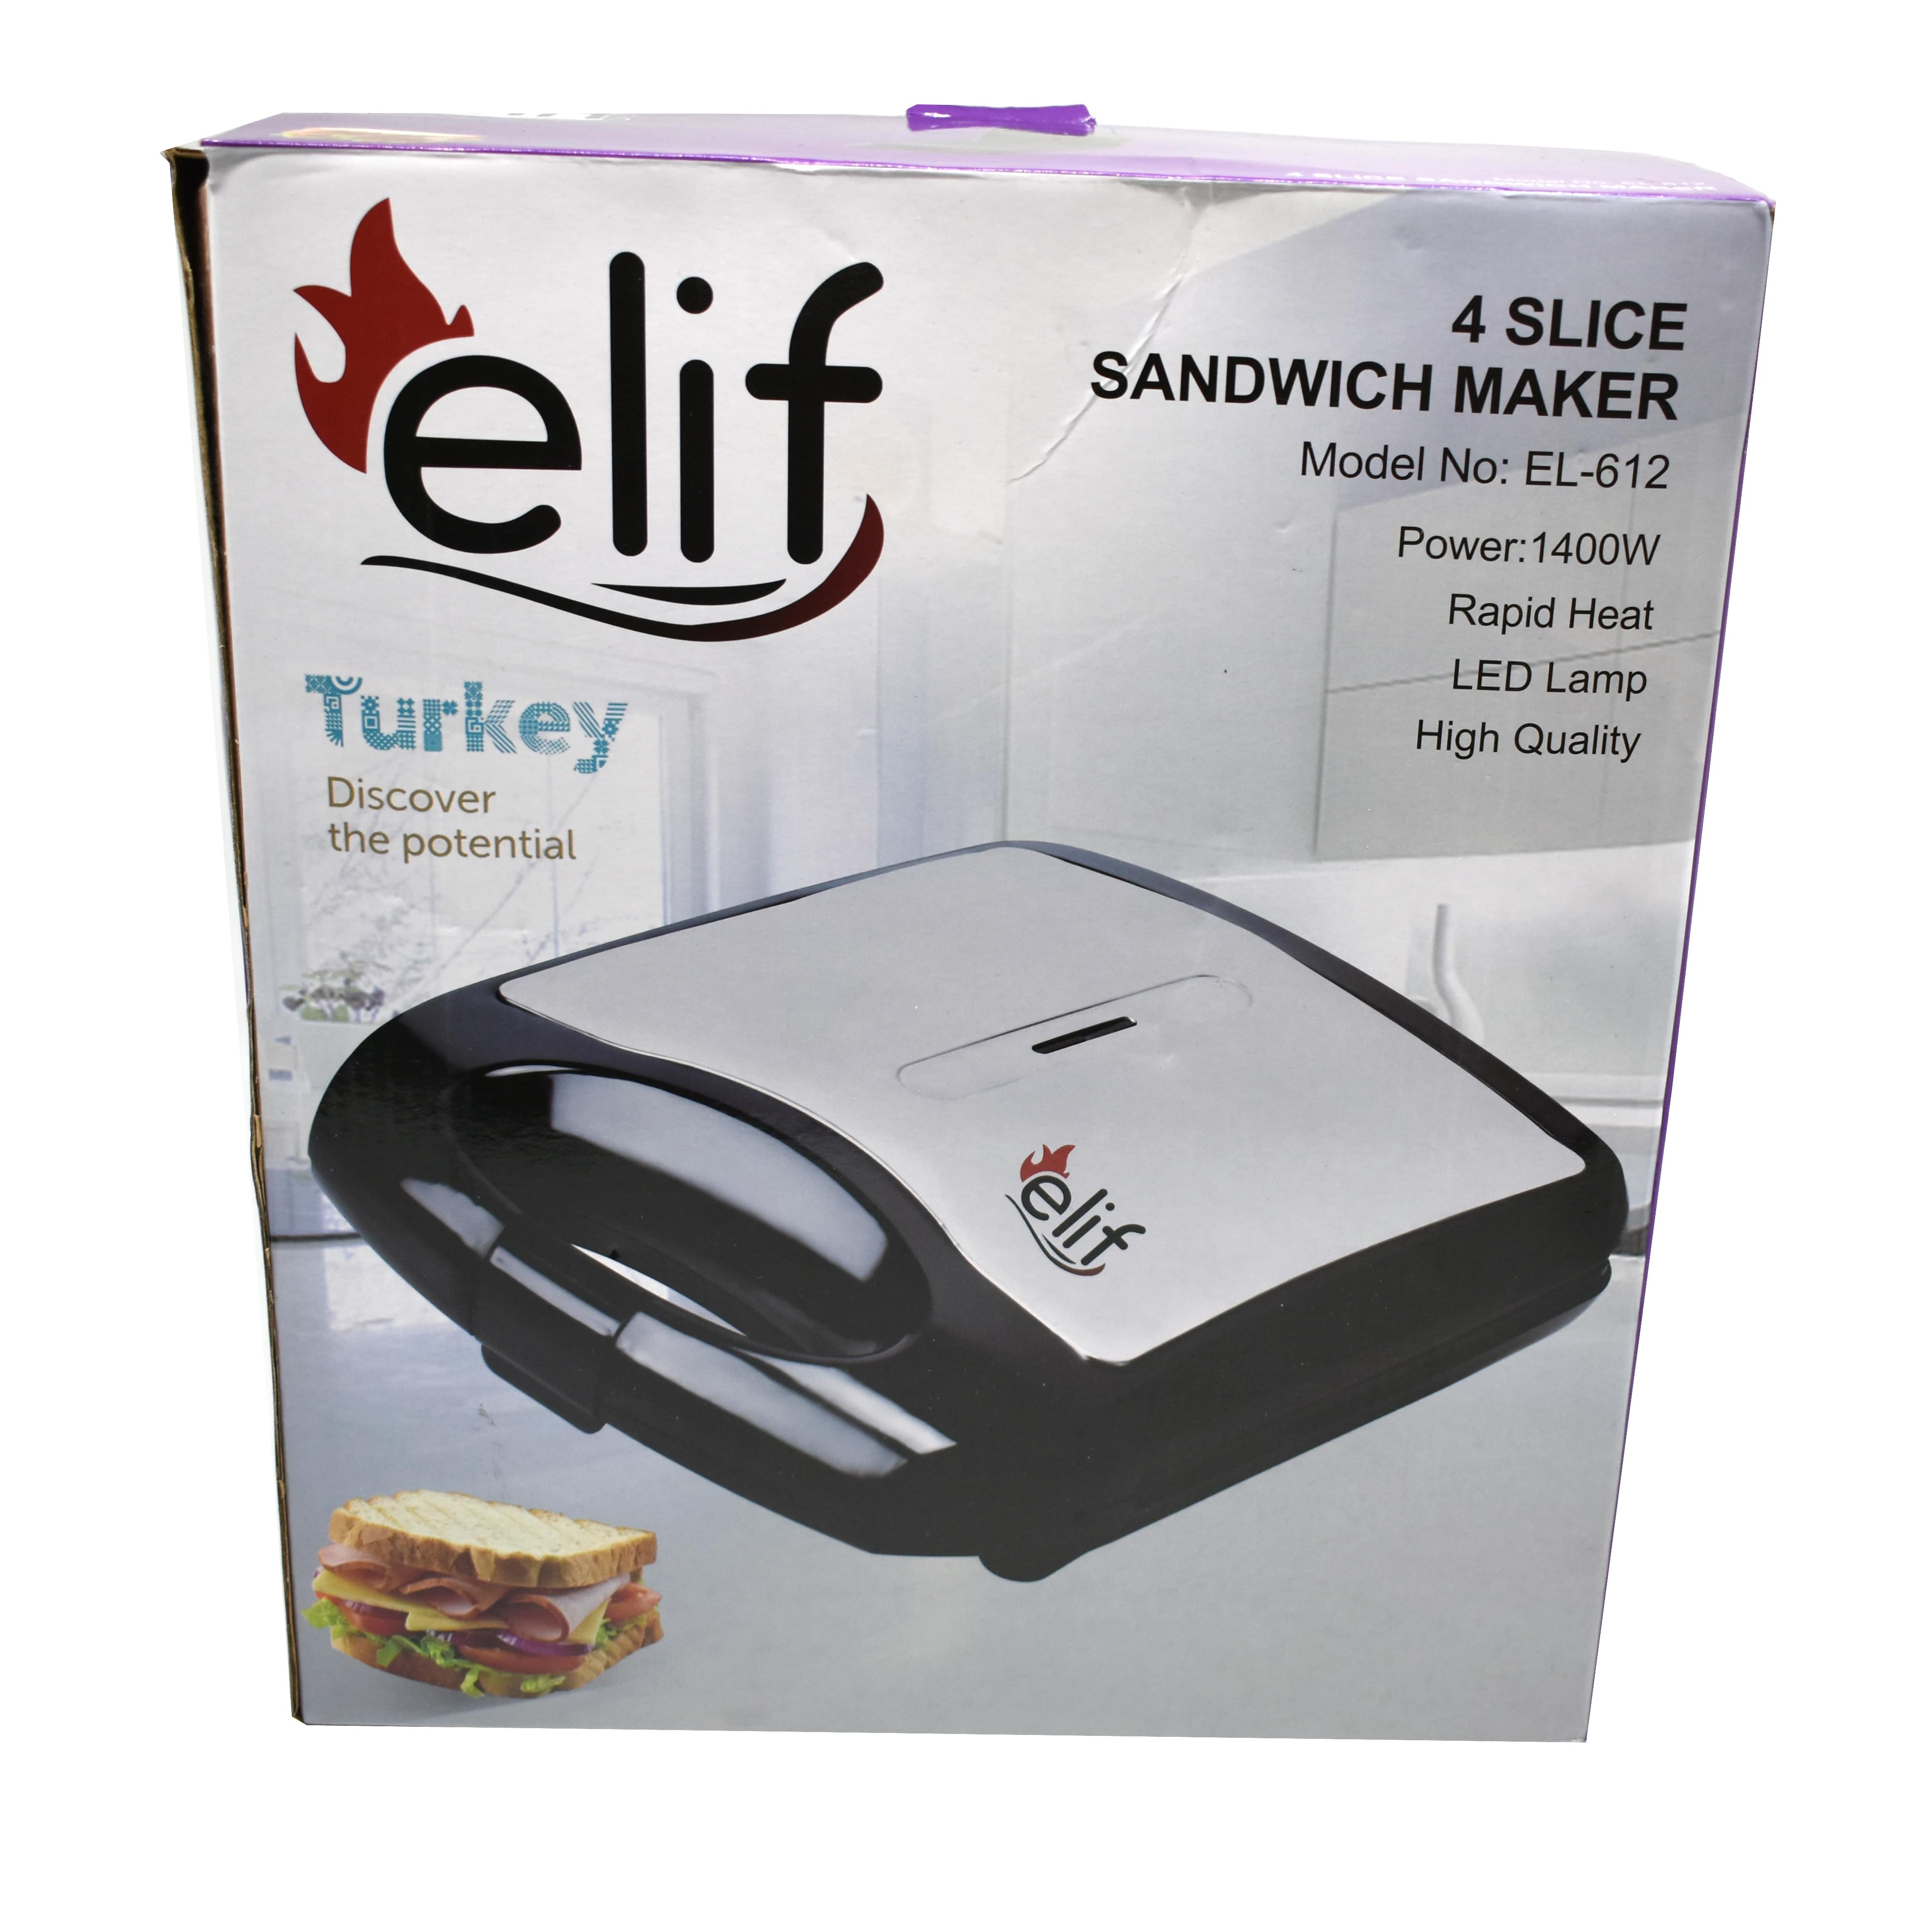 elif
4 SLICE
SANDWICH MAKER
Model No: EL-612
Power:1400W
Rapid Heat
LED Lamp
High Quality
Turkey
Discover
the potential
elif